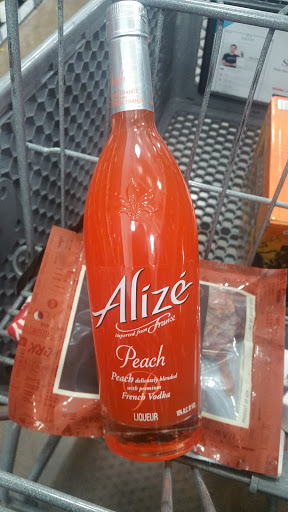 Alizé
imported from France
Peach
Peach delicately blended
with premium
French Vodka
LIQUEUR